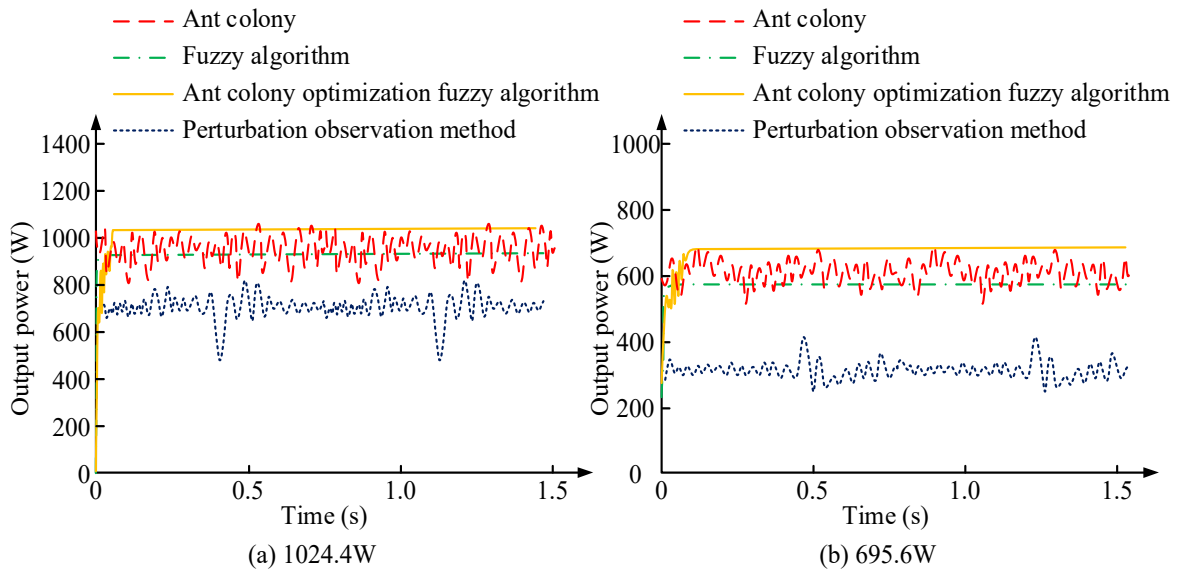 Ant colony
Fuzzy algorithm
Ant colony optimization fuzzy algorithm
Perturbation observation method
1400
1200
1000
800
600
400
200
0
Output power (W)
0
0.5
1.0
1.5
Time (s)
(a) 1024.4W
Ant colony
Fuzzy algorithm
Ant colony optimization fuzzy algorithm
Perturbation observation method
1000
800
600
400
200
0
Output power (W)
0
0.5
1.0
1.5
Time (s)
(b) 695.6W